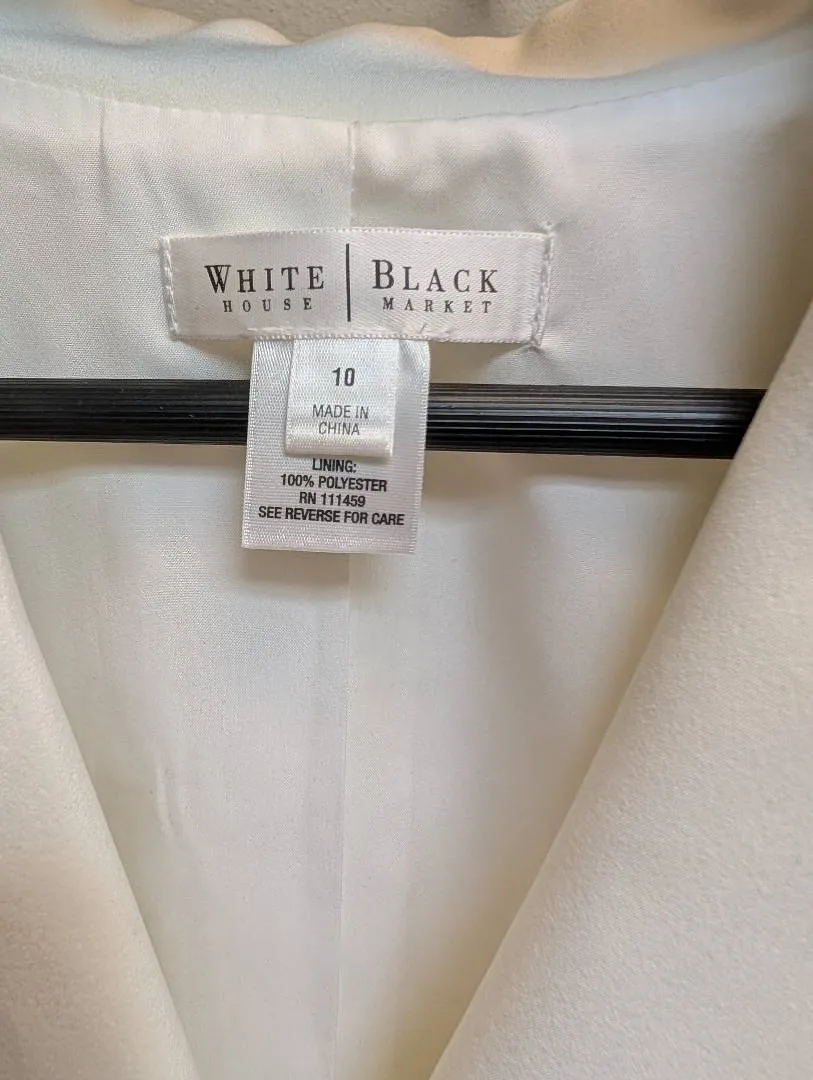 WHITE | BLACK
HOUSE | MARKET
10
MADE IN
CHINA
LINING:
100% POLYESTER
RN 111459
SEE REVERSE FOR CARE